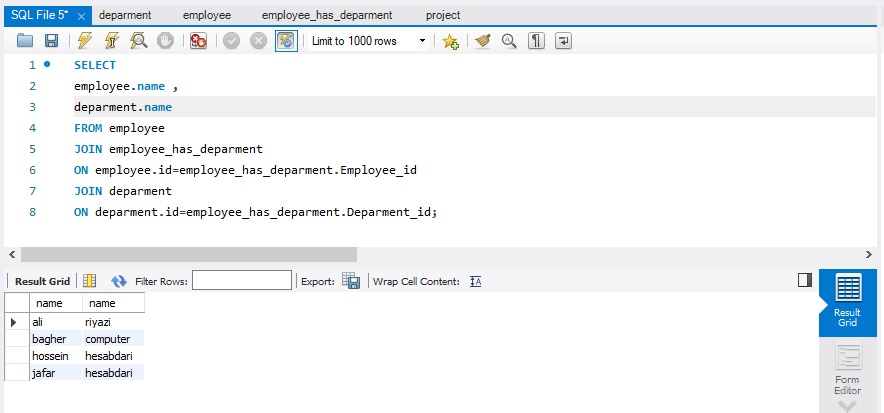 SQL File 5* × deparment employee employee_has_deparment project
Limit to 1000 rows
1 SELECT
2 employee.name ,
3 deparment.name
4 FROM employee
5 JOIN employee_has_deparment
6 ON employee.id=employee_has_deparment.Employee_id
7 JOIN deparment
8 ON deparment.id=employee_has_deparment.Deparment_id;
Result Grid Filter Rows: Export: Wrap Cell Content:
name name
ali riyazi
bagher computer
hossein hesabdari
jafar hesabdari
Result
Grid
Form
Editor